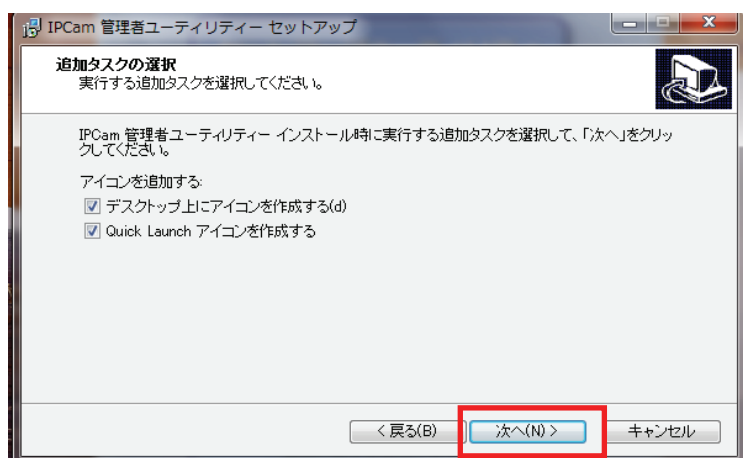 IPCam 管理者ユーティリティー セットアップ
追加タスクの選択
実行する追加タスクを選択してください。
IPCam 管理者ユーティリティー インストール時に実行する追加タスクを選択して、「次へ」をクリッ
クしてください。
アイコンを追加する:
デスクトップ上にアイコンを作成する(d)
Quick Launch アイコンを作成する
< 戻る(B)
次へ(N) >
キャンセル